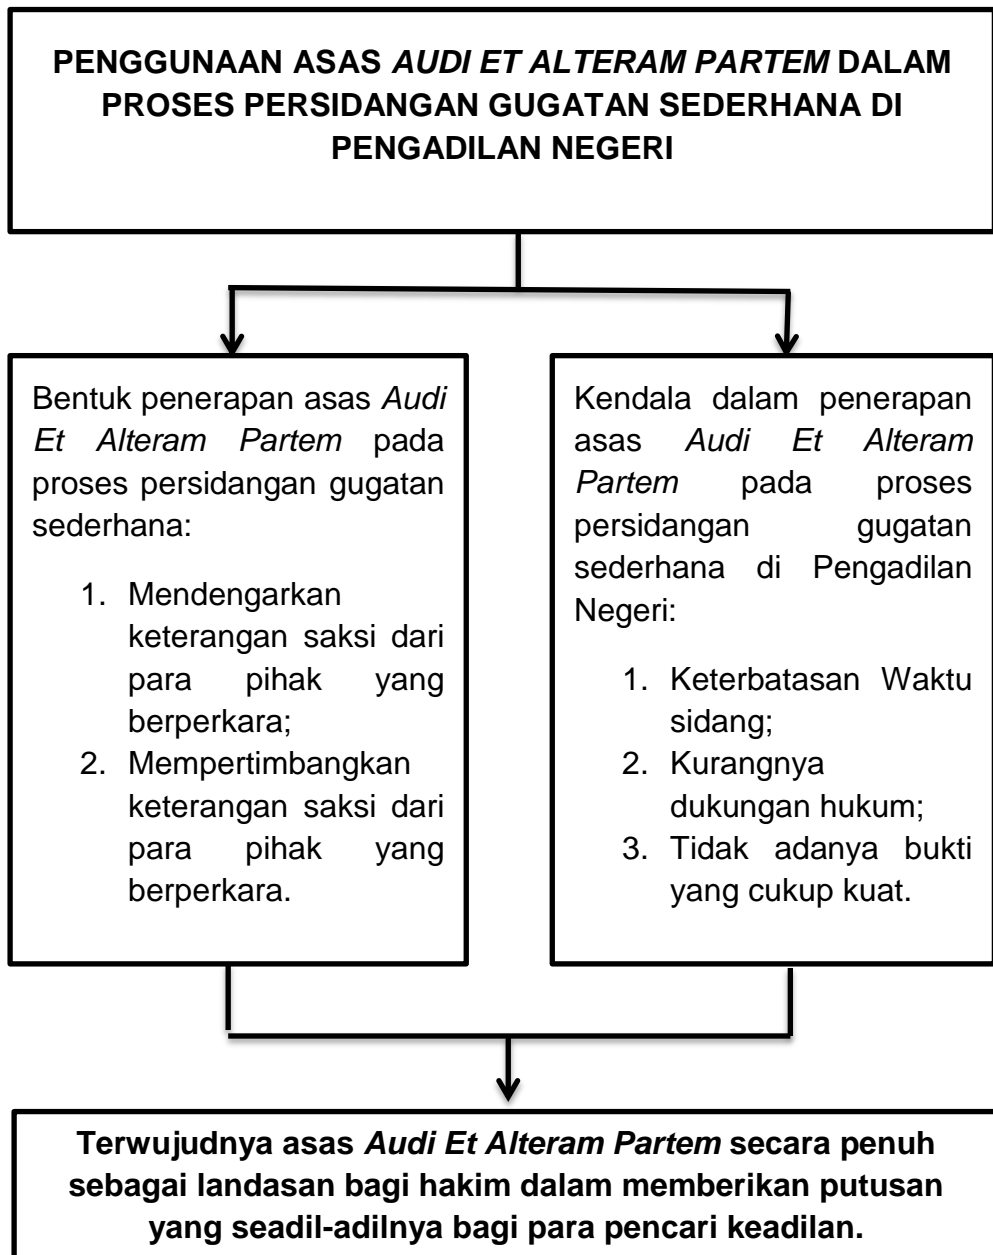 PENGGUNAAN ASAS AUDI ET ALTERAM PARTEM DALAM
PROSES PERSIDANGAN GUGATAN SEDERHANA DI
PENGADILAN NEGERI
Bentuk penerapan asas Audi
Et Alteram Partem pada
proses persidangan gugatan
sederhana:
1. Mendengarkan
keterangan saksi dari
para pihak yang
berperkara;
2. Mempertimbangkan
keterangan saksi dari
para pihak yang
berperkara.
Kendala dalam penerapan
asas Audi Et Alteram
Partem pada proses
persidangan gugatan
sederhana di Pengadilan
Negeri:
1. Keterbatasan Waktu
sidang;
2. Kurangnya
dukungan hukum;
3. Tidak adanya bukti
yang cukup kuat.
Terwujudnya asas Audi Et Alteram Partem secara penuh
sebagai landasan bagi hakim dalam memberikan putusan
yang seadil-adilnya bagi para pencari keadilan.